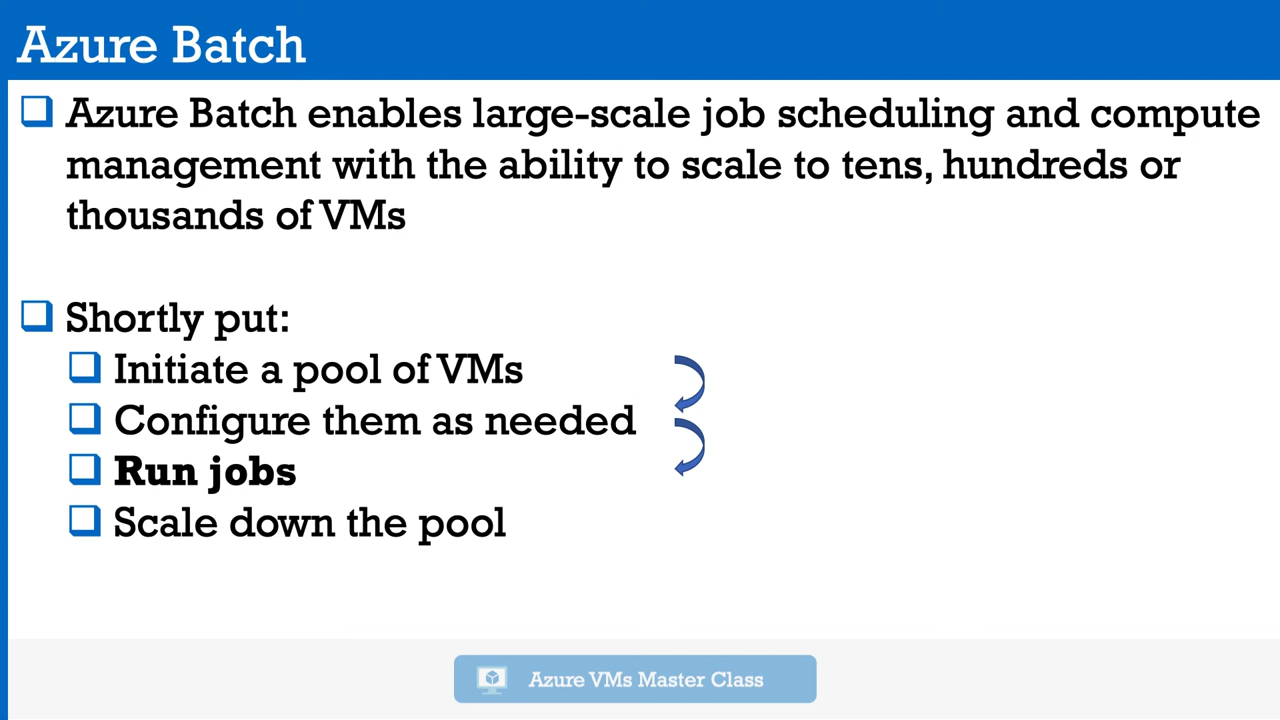 Azure Batch
Azure Batch enables large-scale job scheduling and compute
management with the ability to scale to tens, hundreds or
thousands of VMs
Shortly put:
Initiate a pool of VMs
Configure them as needed
Run jobs
Scale down the pool
Azure VMs Master Class